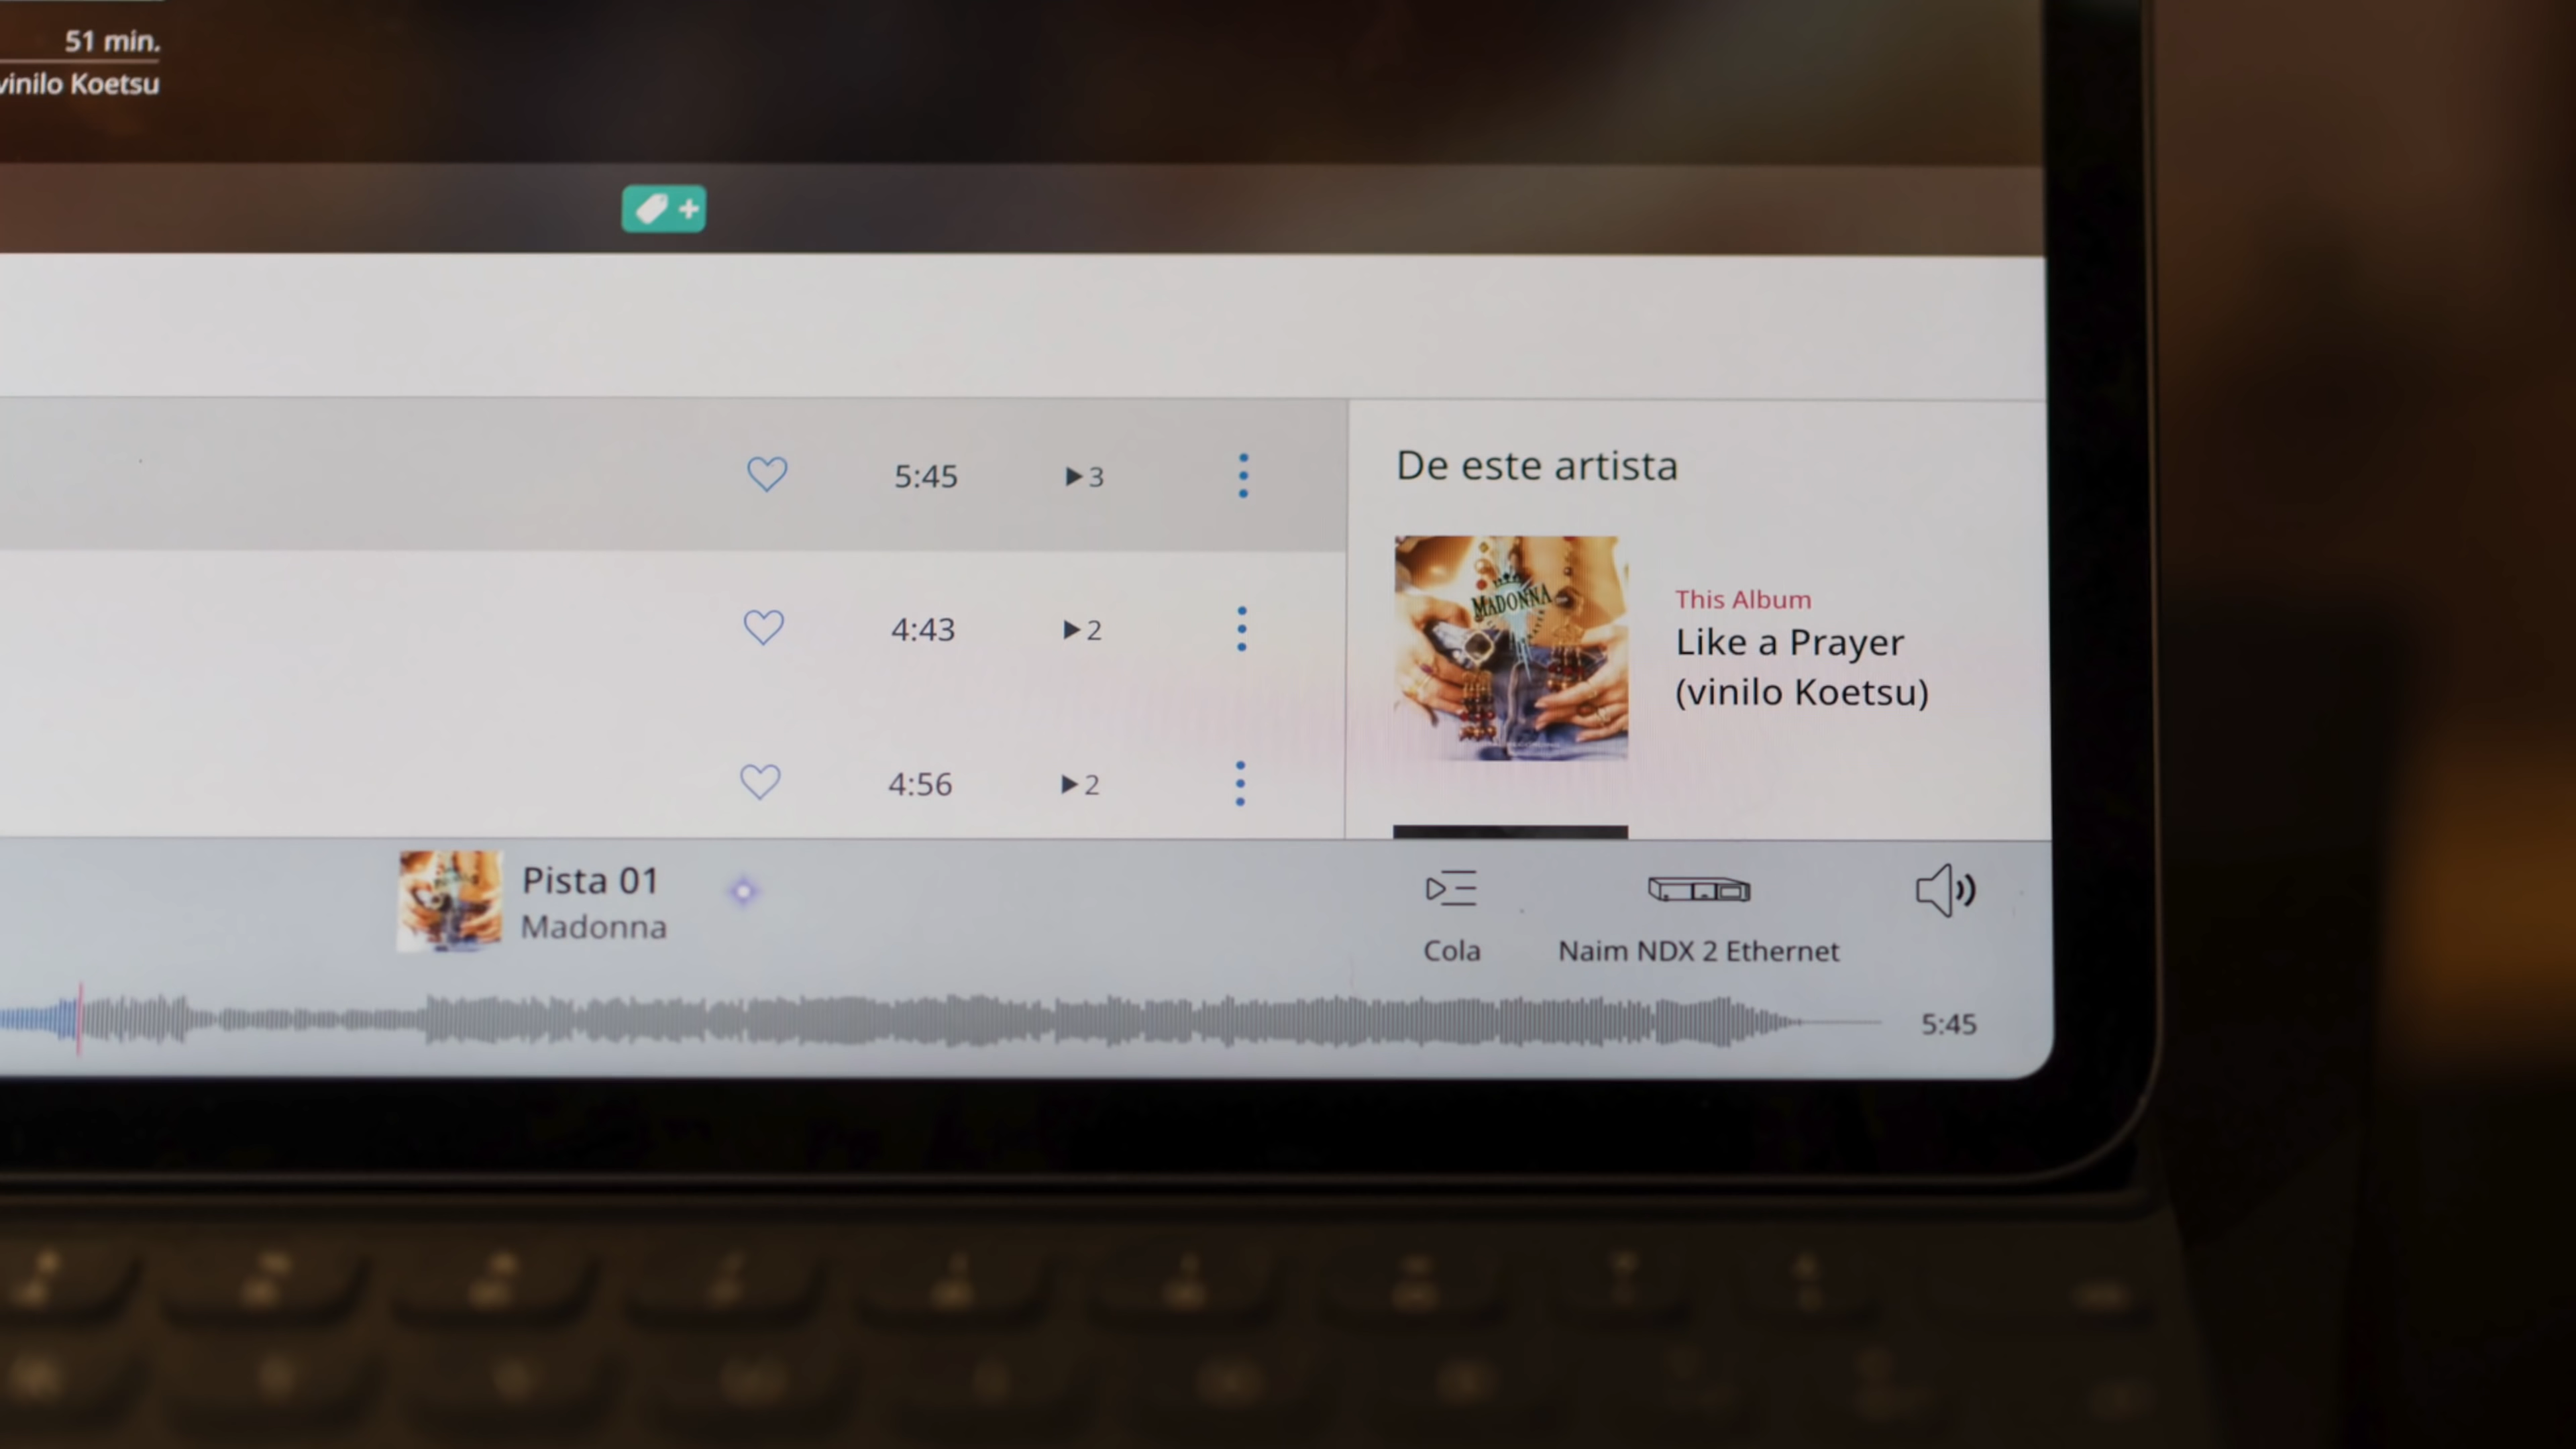 51 min.
vinilo Koetsu
5:45 3
De este artista
4:43 2
4:56 2
MADONNA
This Album
Like a Prayer
(vinilo Koetsu)
Pista 01
Madonna
Cola
Naim NDX 2 Ethernet
5:45